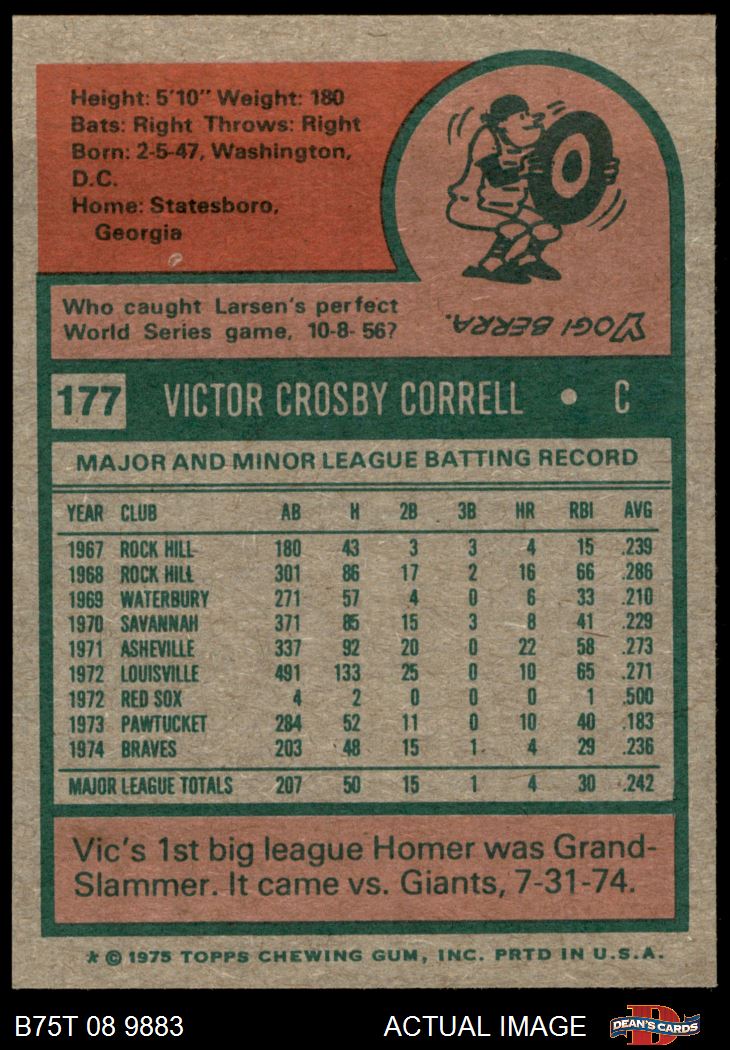 Height: 5'10" Weight: 180
Bats: Right Throws: Right
Born: 2-5-47, Washington,
D.C.
Home: Statesboro,
Georgia
Who caught Larsen's perfect
World Series game, 10-8-56?
YOGI BERRA.
177 VICTOR CROSBY CORRELL • C
MAJOR AND MINOR LEAGUE BATTING RECORD
YEAR CLUB AB H 2B 3B HR RBI AVG
1967 ROCK HILL 180 43 3 3 4 15 .239
1968 ROCK HILL 301 86 17 2 16 66 .286
1969 WATERBURY 271 57 4 0 6 33 .210
1970 SAVANNAH 371 85 15 3 8 41 .229
1971 ASHEVILLE 337 92 20 0 22 58 .273
1972 LOUISVILLE 491 133 25 0 10 65 .271
1972 RED SOX 4 2 0 0 0 1 .500
1973 PAWTUCKET 284 52 11 0 10 40 .183
1974 BRAVES 203 48 15 1 4 29 .236
MAJOR LEAGUE TOTALS 207 50 15 1 4 30 .242
Vic's 1st big league Homer was Grand-
Slammer. It came vs. Giants, 7-31-74.
* © 1975 TOPPS CHEWING GUM, INC. PRTD IN U.S.A.
B75T 08 9883 ACTUAL IMAGE D DEAN'S CARDS